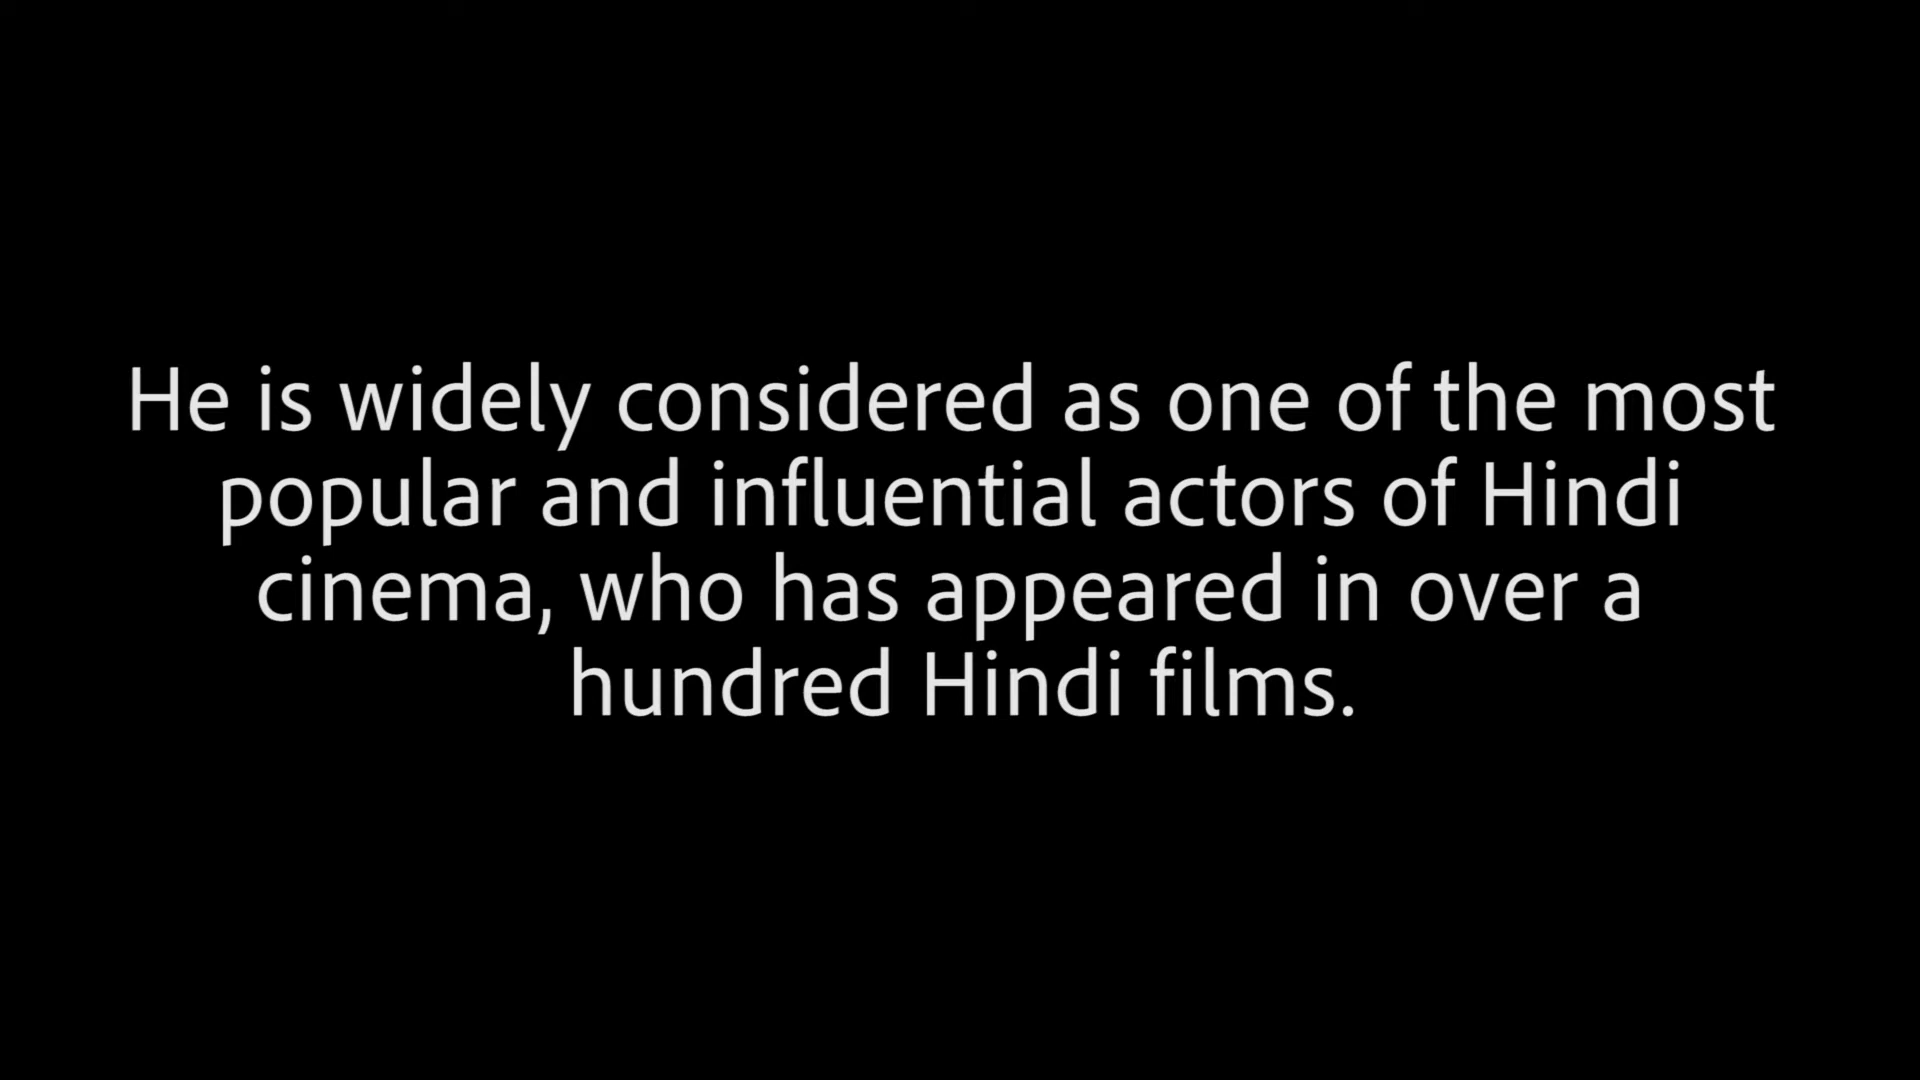 He is widely considered as one of the most
popular and influential actors of Hindi
cinema, who has appeared in over a
hundred Hindi films.